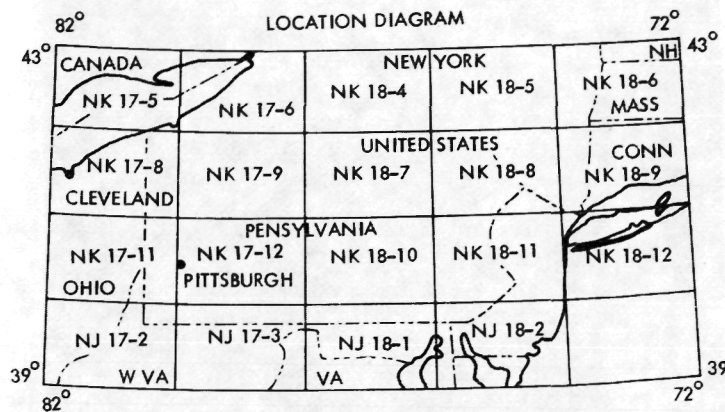 LOCATION DIAGRAM
82° 72°
43° 43°
CANADA NEW YORK NH
NK 17-5 NK 17-6 NK 18-4 NK 18-5 NK 18-6
MASS
UNITED STATES CONN
NK 17-8 NK 17-9 NK 18-7 NK 18-8 NK 18-9
CLEVELAND
PENSYLVANIA
NK 17-11 NK 17-12 NK 18-10 NK 18-11 NK 18-12
OHIO PITTSBURGH
NJ 17-2 NJ 17-3 NJ 18-1 NJ 18-2
39° W VA VA 39°
82° 72°